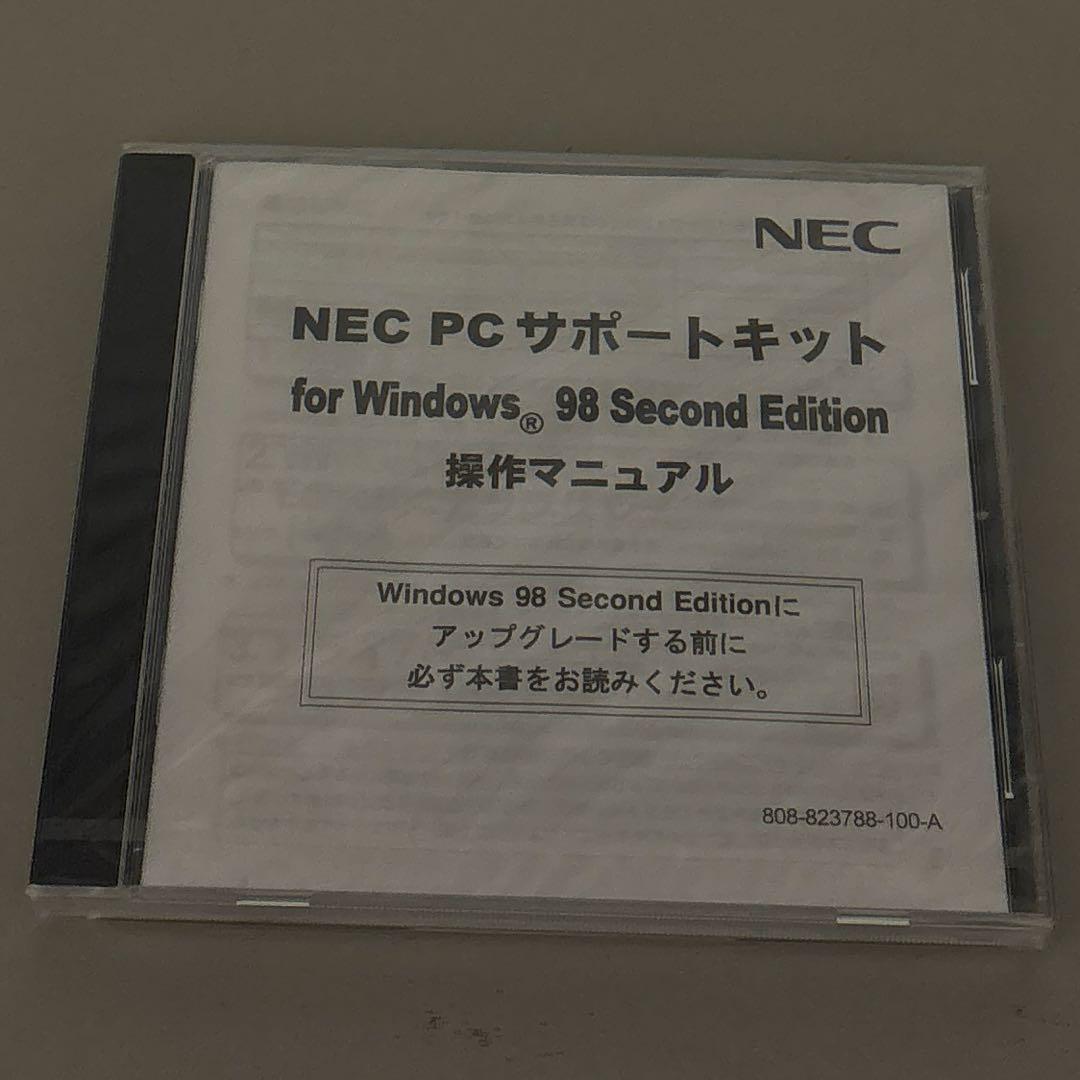 NEC
NEC PCサポートキット
for Windows® 98 Second Edition
操作マニュアル
Windows 98 Second Editionに
アップグレードする前に
必ず本書をお読みください。
808-823788-100-A